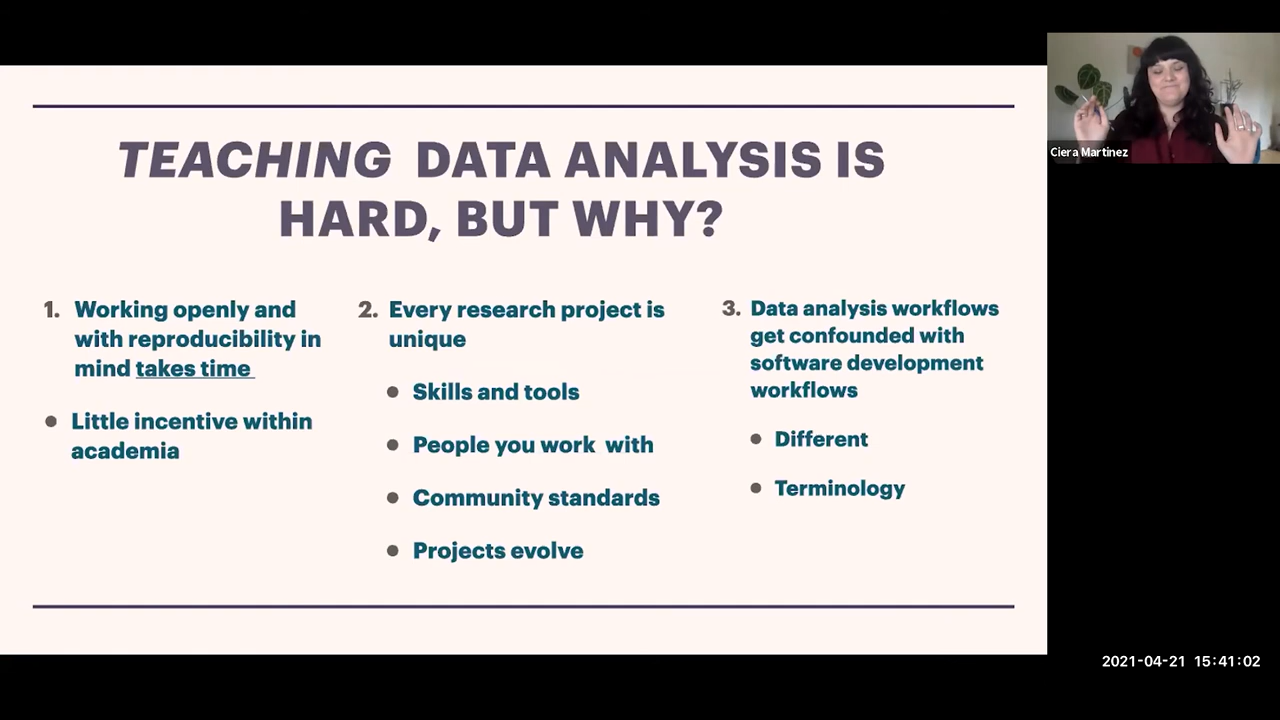 TEACHING DATA ANALYSIS IS
HARD, BUT WHY?
1. Working openly and
with reproducibility in
mind takes time
• Little incentive within
academia
2. Every research project is
unique
• Skills and tools
• People you work with
• Community standards
• Projects evolve
3. Data analysis workflows
get confounded with
software development
workflows
• Different
• Terminology
Ciera Martinez
2021-04-21 15:41:02